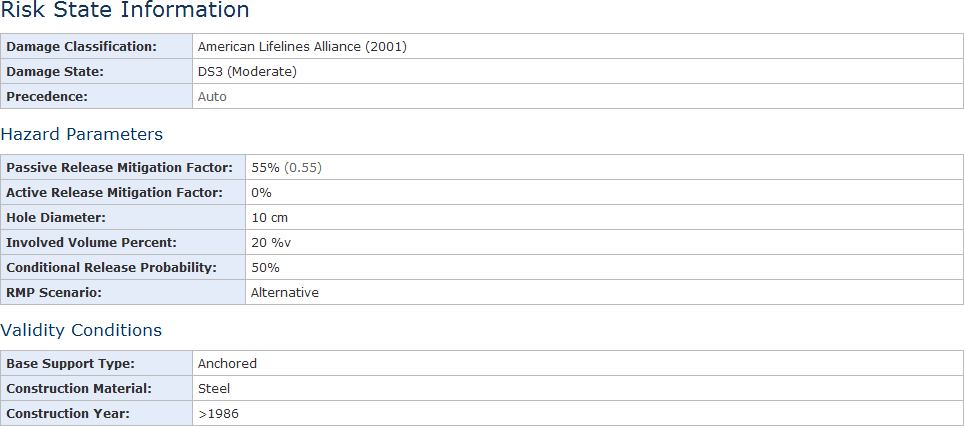 Risk State Information
Damage Classification: American Lifelines Alliance (2001)
Damage State: DS3 (Moderate)
Precedence: Auto
Hazard Parameters
Passive Release Mitigation Factor: 55% (0.55)
Active Release Mitigation Factor: 0%
Hole Diameter: 10 cm
Involved Volume Percent: 20 %v
Conditional Release Probability: 50%
RMP Scenario: Alternative
Validity Conditions
Base Support Type: Anchored
Construction Material: Steel
Construction Year: >1986